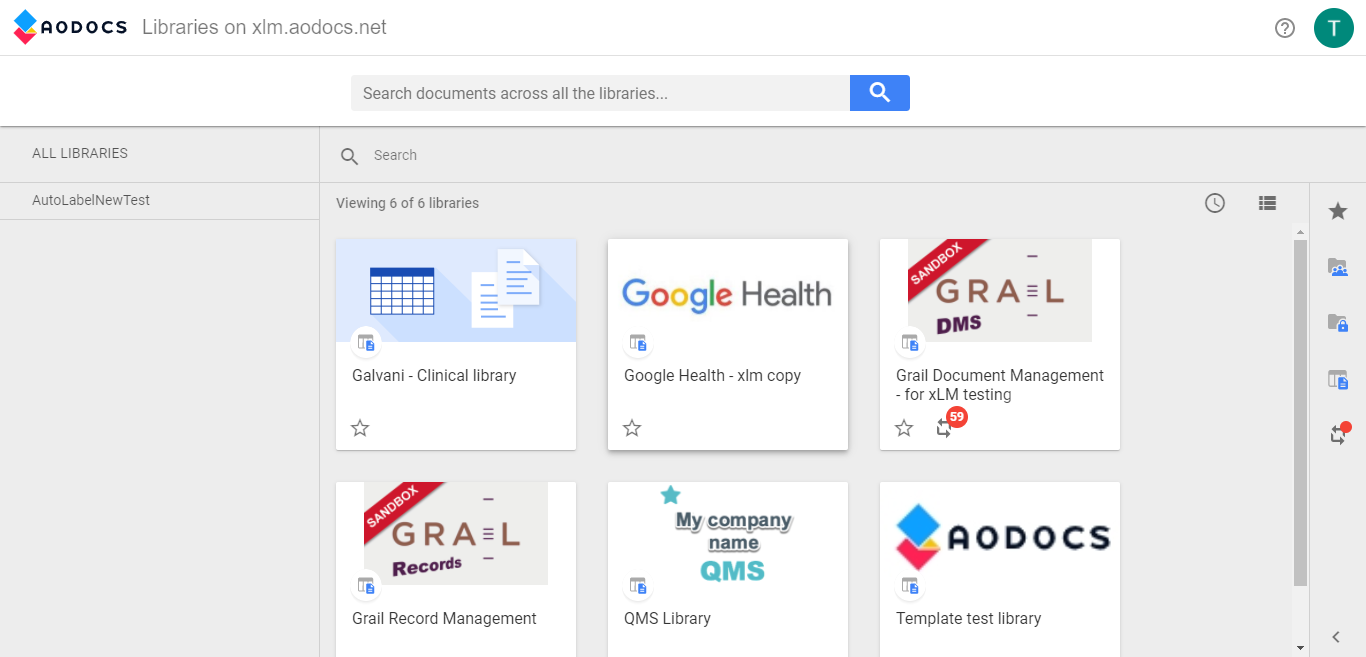 AODOCS Libraries on xlm.aodocs.net
T
Search documents across all the libraries...
ALL LIBRARIES
AutoLabelNewTest
Search
Viewing 6 of 6 libraries
Galvani - Clinical library
Google Health
Google Health - xlm copy
SANDBOX
GRAIL
DMS
Grail Document Management
- for xLM testing
59
SANDBOX
GRAIL
Records
Grail Record Management
My company
name
QMS
QMS Library
AODOCS
Template test library